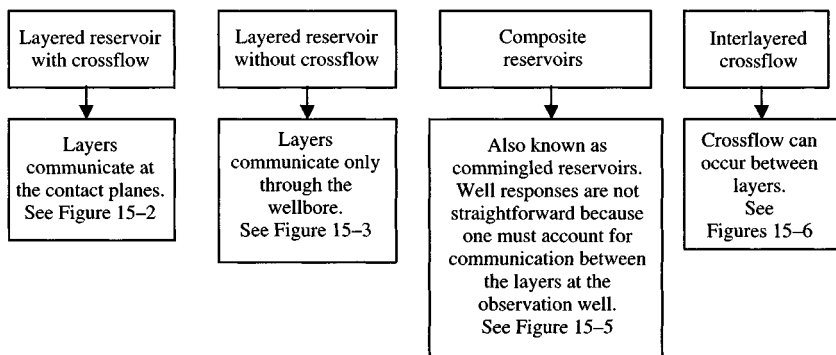 Layered reservoir
with crossflow
Layers
communicate at
the contact planes.
See Figure 15–2
Layered reservoir
without crossflow
Layers
communicate only
through the
wellbore.
See Figure 15–3
Composite
reservoirs
Also known as
commingled reservoirs.
Well responses are not
straightforward because
one must account for
communication between
the layers at the
observation well.
See Figure 15–5
Interlayered
crossflow
Crossflow can
occur between
layers.
See
Figures 15–6